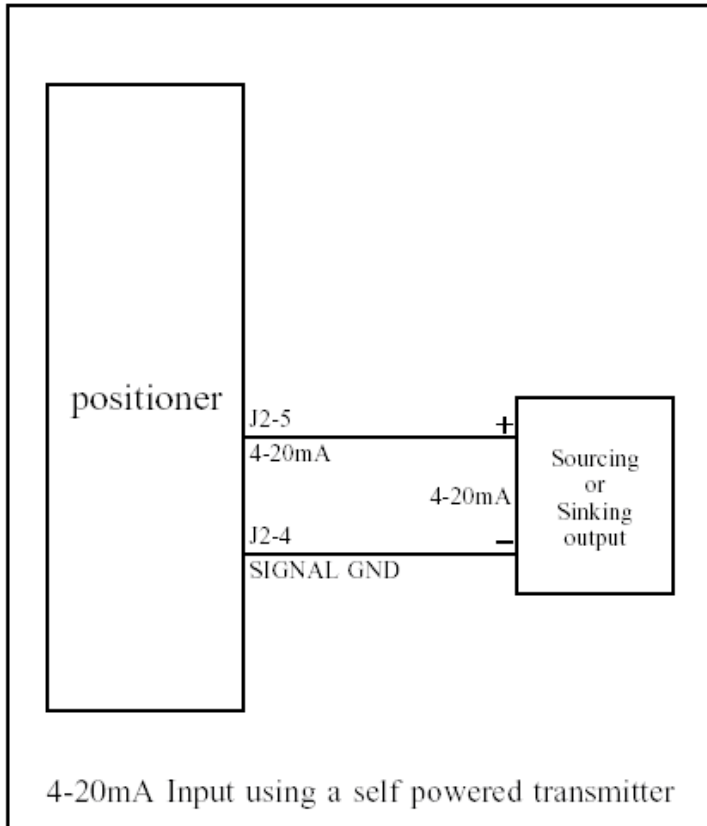 positioner
J2-5
4-20mA
+
4-20mA
−
J2-4
SIGNAL GND
Sourcing
or
Sinking
output
4-20mA Input using a self powered transmitter